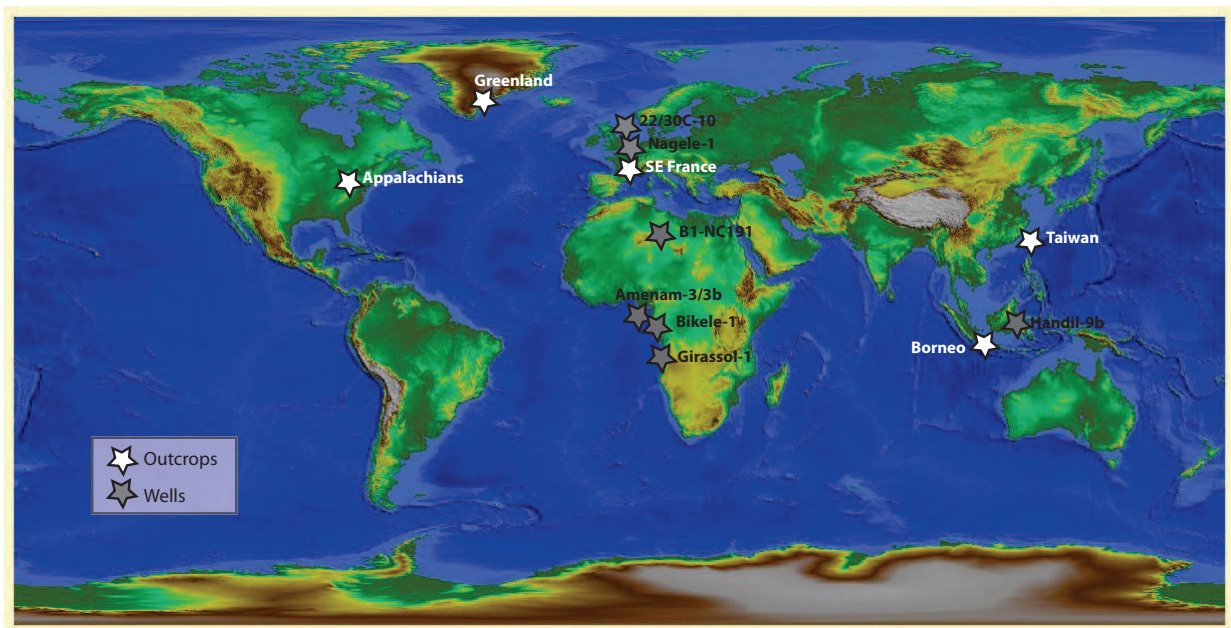 Greenland
22/30C-10
Nagele-1
SE France
Appalachians
B1-NC191
Taiwan
Amenam-3/3b
Bikele-1
Handil-9b
Borneo
Girassol-1
Outcrops
Wells